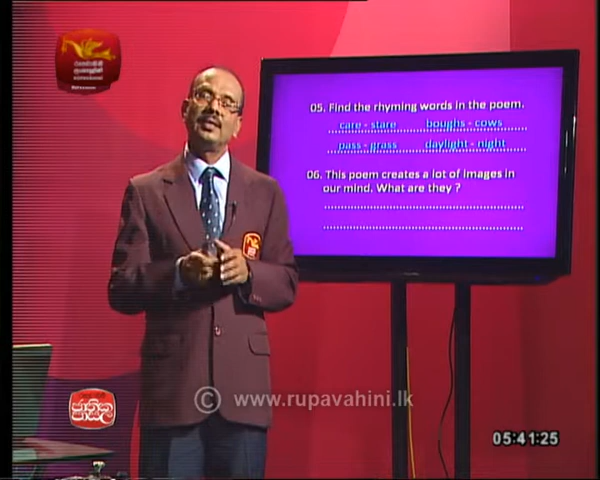 05. Find the rhyming words in the poem.
care - stare boughs - cows
pass - grass daylight - night
06. This poem creates a lot of images in
our mind. What are they ?
© www.rupavahini.lk
05:41:25